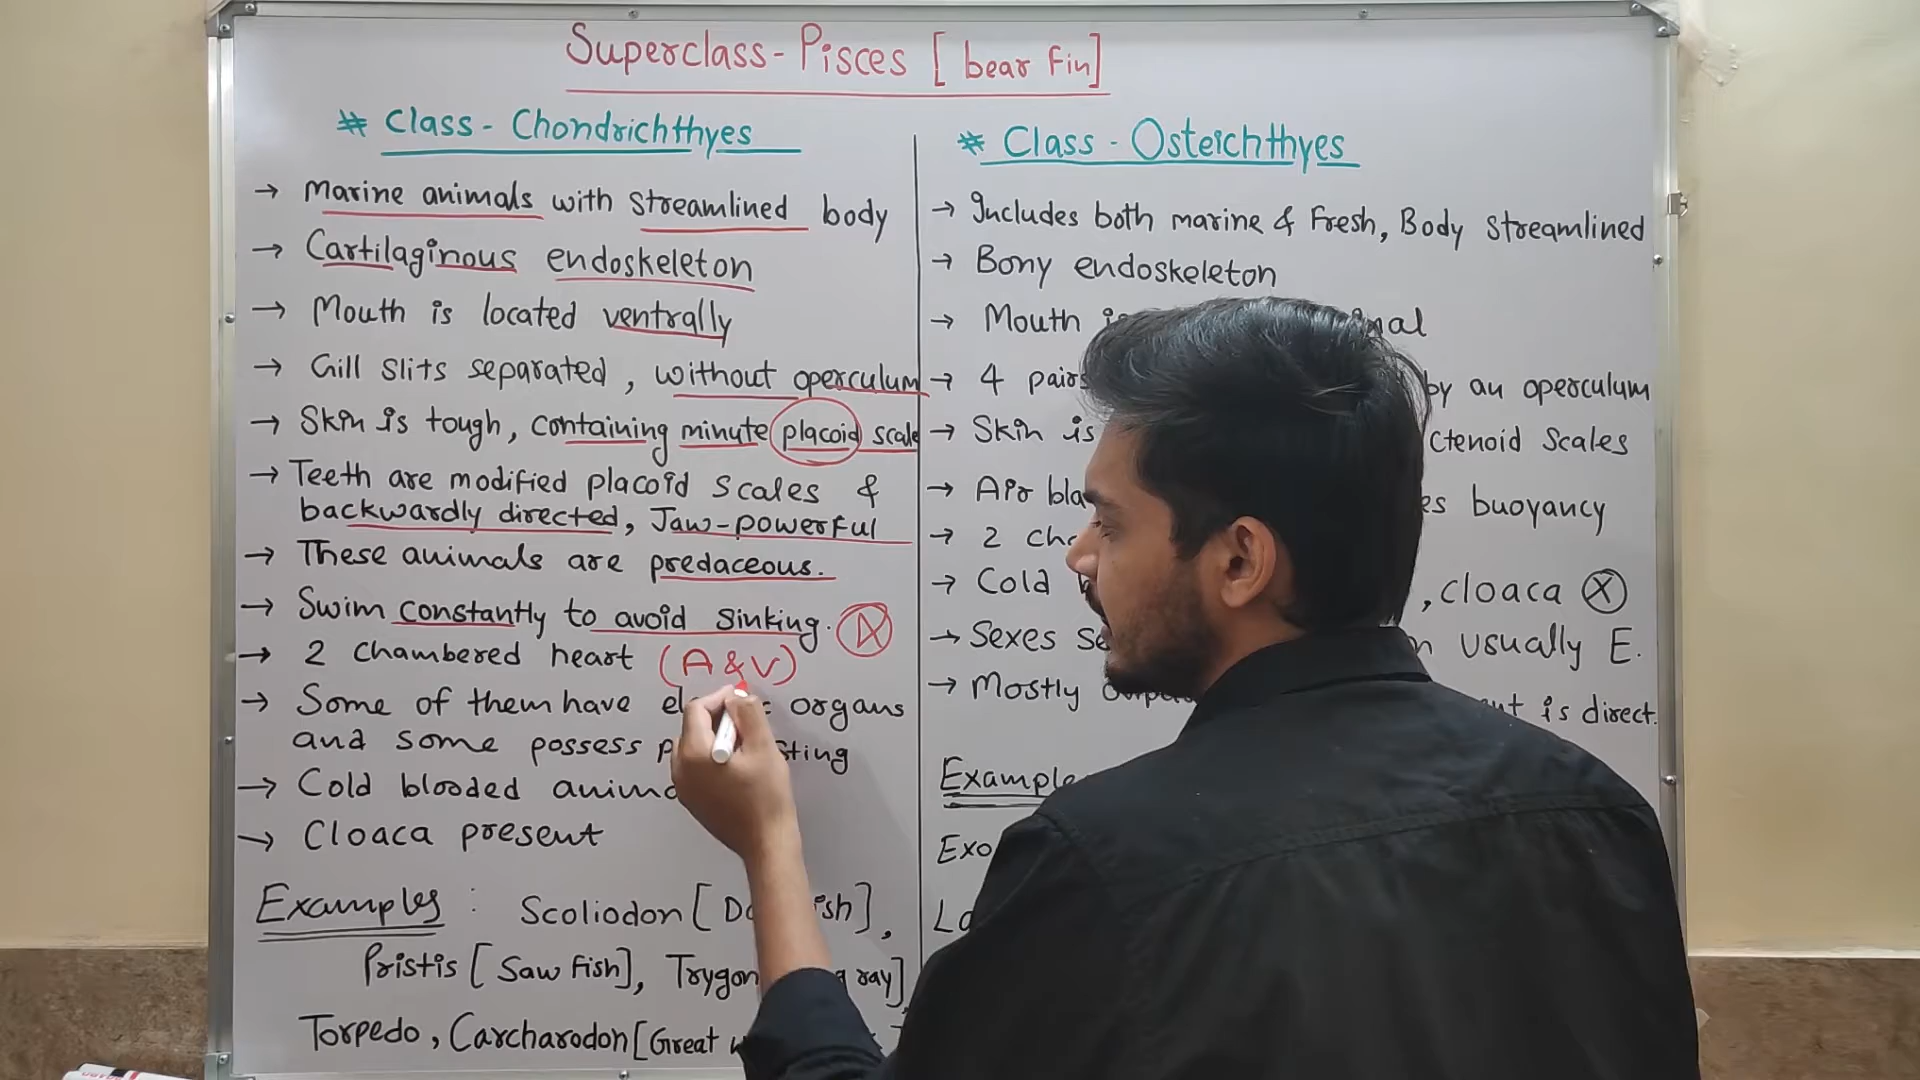 Superclass - Pisces [bear fin]
# Class - Chondrichthyes
→ Marine animals with streamlined body
→ Cartilaginous endoskeleton
→ Mouth is located ventrally
→ Gill slits separated, without operculum
→ Skin is tough, containing minute placoid scale
→ Teeth are modified placoid scales &
backwardly directed, Jaw-powerful
→ These animals are predaceous.
→ Swim constantly to avoid sinking.
→ 2 chambered heart (A & V)
→ Some of them have organs
and some possess sting
→ Cold blooded
→ Cloaca present
Examples : Scoliodon [
Pristis [Saw fish], Trygon ray]
Torpedo, Carcharodon [Great
# Class - Osteichthyes
→ Includes both marine & Fresh, Body streamlined
→ Bony endoskeleton
→ Mouth
→ 4 pairs by an operculum
→ Skin is ctenoid scales
→ Air buoyancy
→ 2
→ Cold , cloaca Ⓧ
→ Sexes usually E.
→ Mostly is direct.
Example